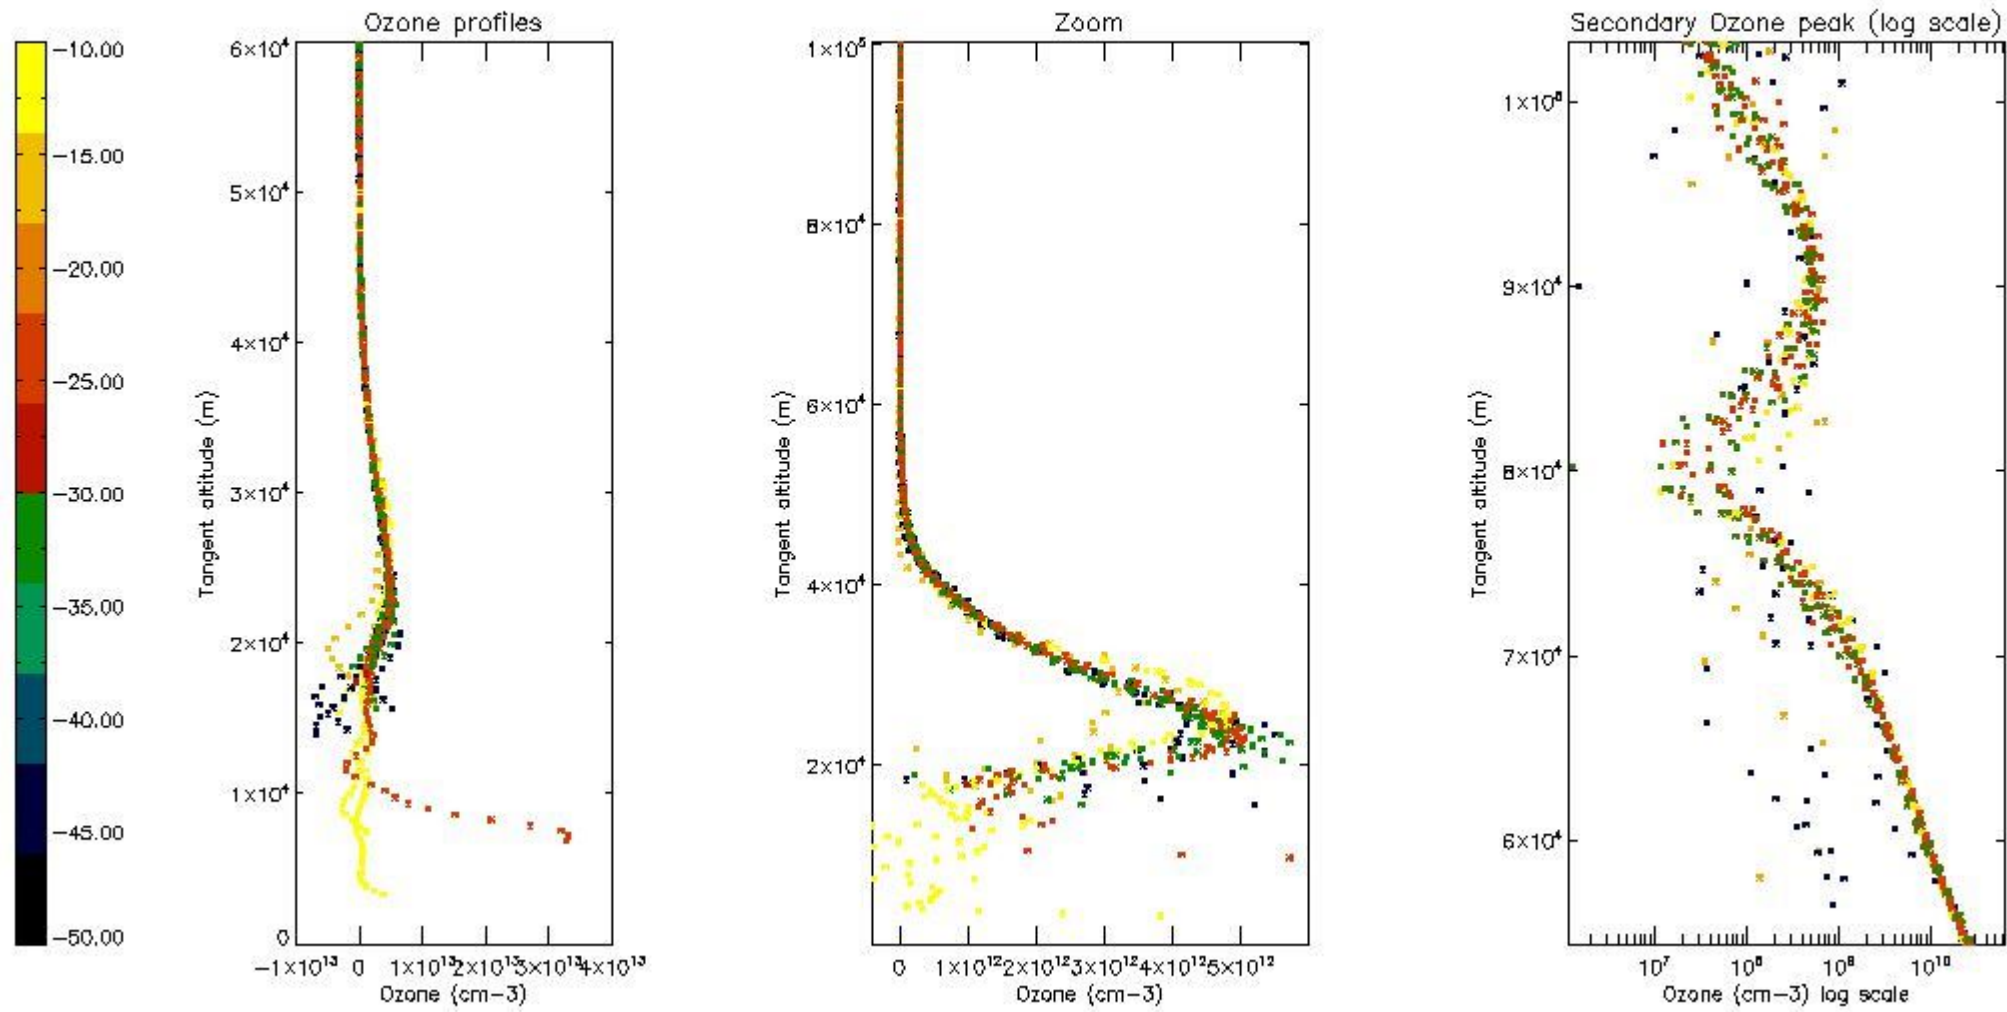 Ozone profiles
Zoom
Secondary Ozone peak (log scale)
−10.00
−15.00
−20.00
−25.00
−30.00
−35.00
−40.00
−45.00
−50.00
6×10⁴
5×10⁴
4×10⁴
3×10⁴
2×10⁴
1×10⁴
0
Tangent altitude (m)
−1×10¹³ 0 1×10¹³ 2×10¹³ 3×10¹³ 4×10¹³
Ozone (cm−3)
1×10⁵
8×10⁴
6×10⁴
4×10⁴
2×10⁴
Tangent altitude (m)
0 1×10¹² 2×10¹² 3×10¹² 4×10¹² 5×10¹²
Ozone (cm−3)
1×10⁵
9×10⁴
8×10⁴
7×10⁴
6×10⁴
Tangent altitude (m)
10⁷ 10⁸ 10⁹ 10¹⁰
Ozone (cm−3) log scale